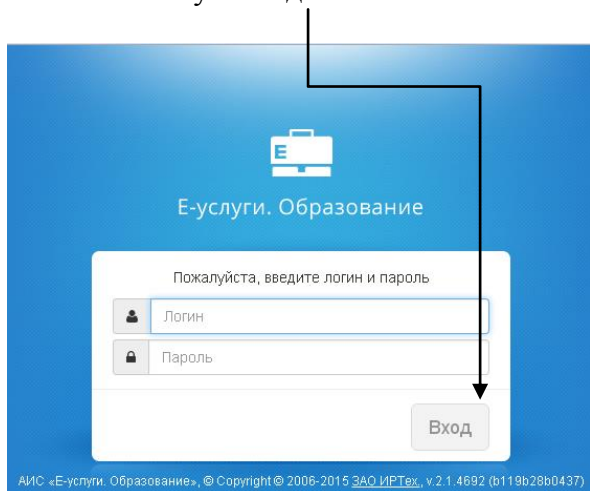 E
Е-услуги. Образование
Пожалуйста, введите логин и пароль
Логин
Пароль
Вход
АИС «Е-услуги. Образование», © Copyright © 2006-2015 ЗАО ИРТех., v.2.1.4692 (b119b28b0437)